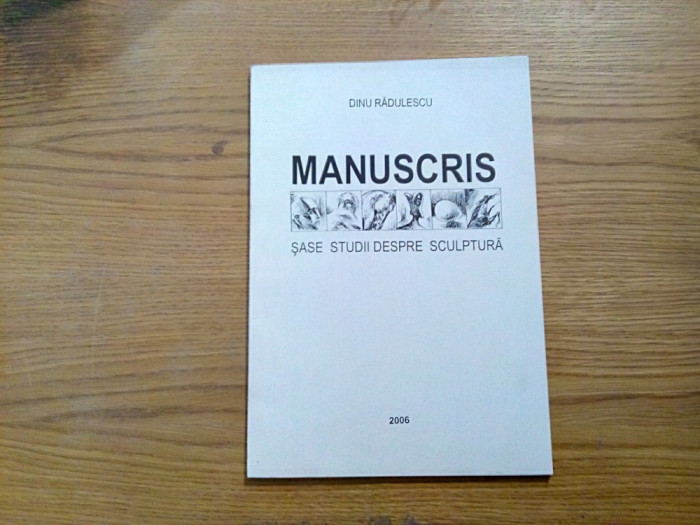 DINU RĂDULESCU
MANUSCRIS
ŞASE STUDII DESPRE SCULPTURĂ
2006